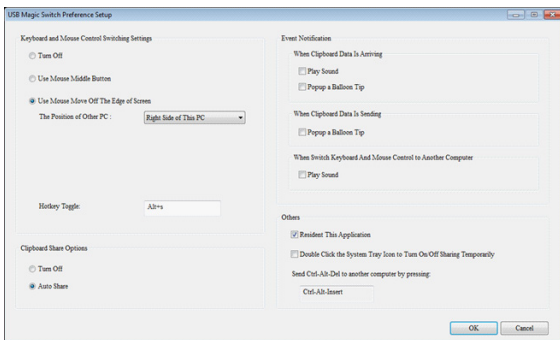 USB Magic Switch Preference Setup
Keyboard and Mouse Control Switching Settings
Turn Off
Use Mouse Middle Button
Use Mouse Move Off The Edge of Screen
The Position of Other PC :
Right Side of This PC
Hotkey Toggle:
Alt+s
Clipboard Share Options
Turn Off
Auto Share
Event Notification
When Clipboard Data Is Arriving
Play Sound
Popup a Balloon Tip
When Clipboard Data Is Sending
Popup a Balloon Tip
When Switch Keyboard And Mouse Control to Another Computer
Play Sound
Others
Resident This Application
Double Click the System Tray Icon to Turn On/Off Sharing Temporarily
Send Ctrl-Alt-Del to another computer by pressing:
Ctrl-Alt-Insert
OK
Cancel